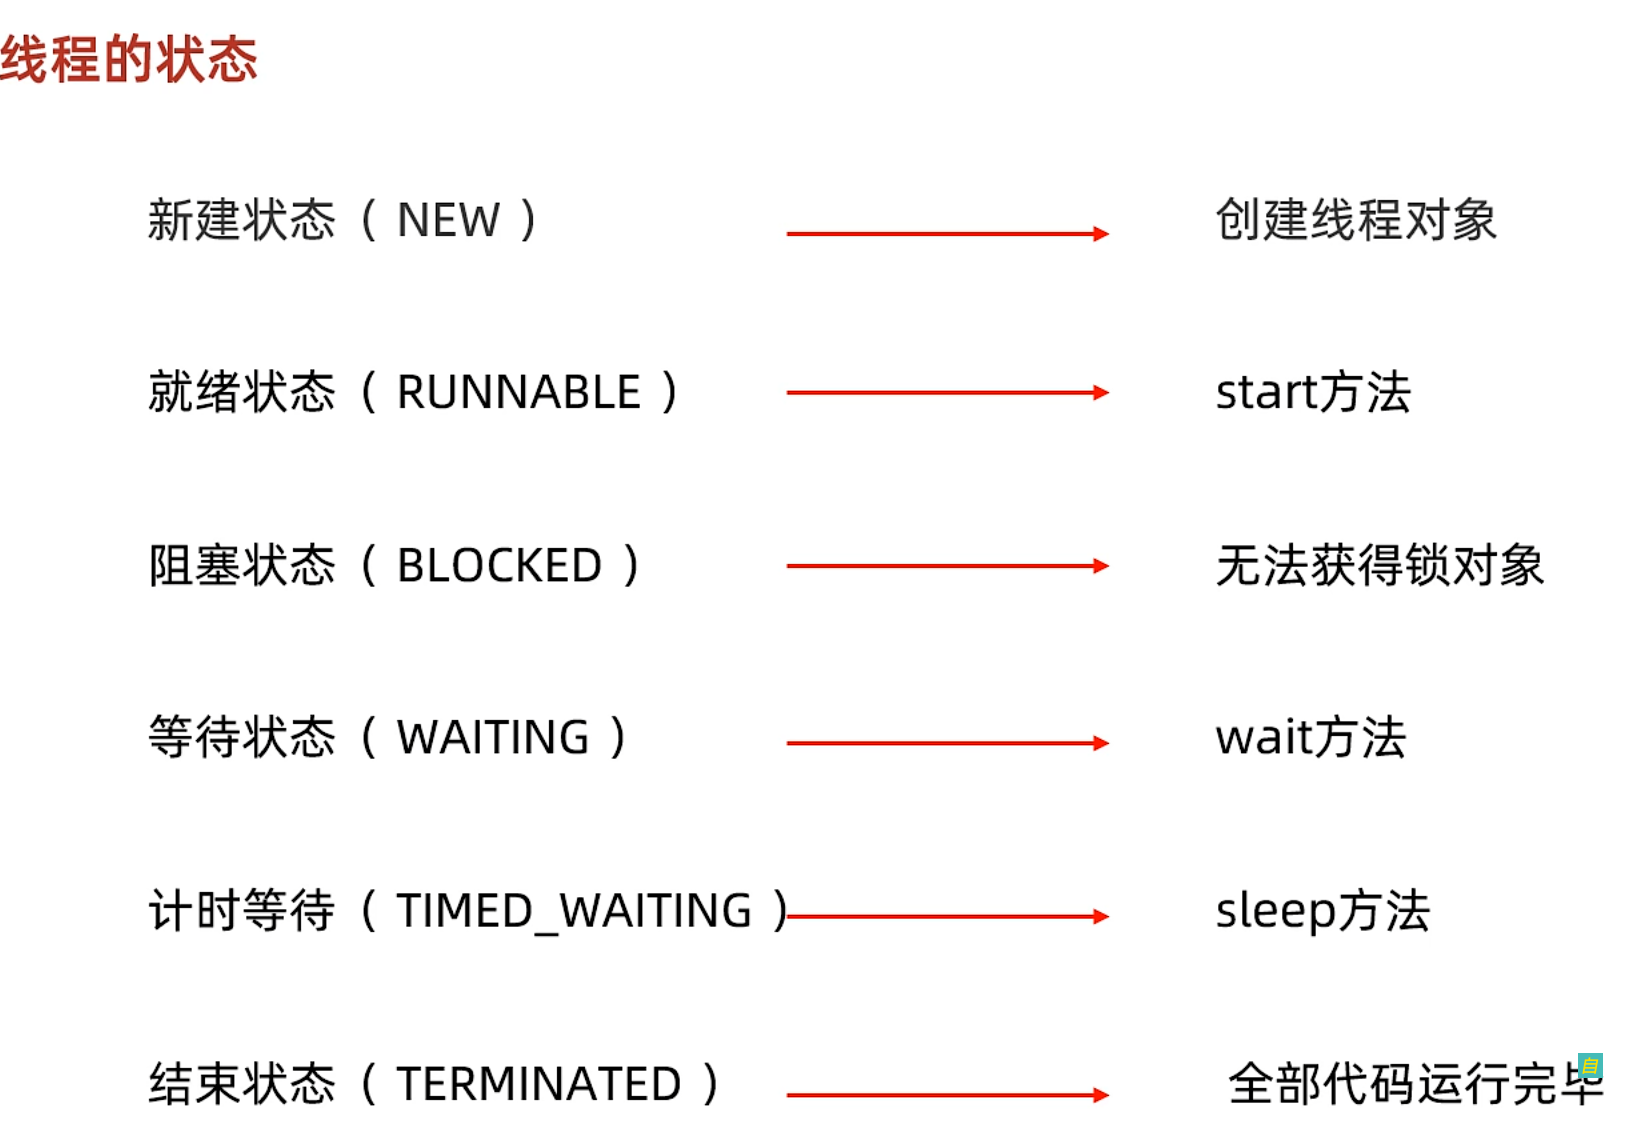 线程的状态
新建状态（ NEW ） 创建线程对象
就绪状态（ RUNNABLE ） start方法
阻塞状态（ BLOCKED ） 无法获得锁对象
等待状态（ WAITING ） wait方法
计时等待（ TIMED_WAITING ） sleep方法
结束状态（ TERMINATED ） 全部代码运行完毕
自